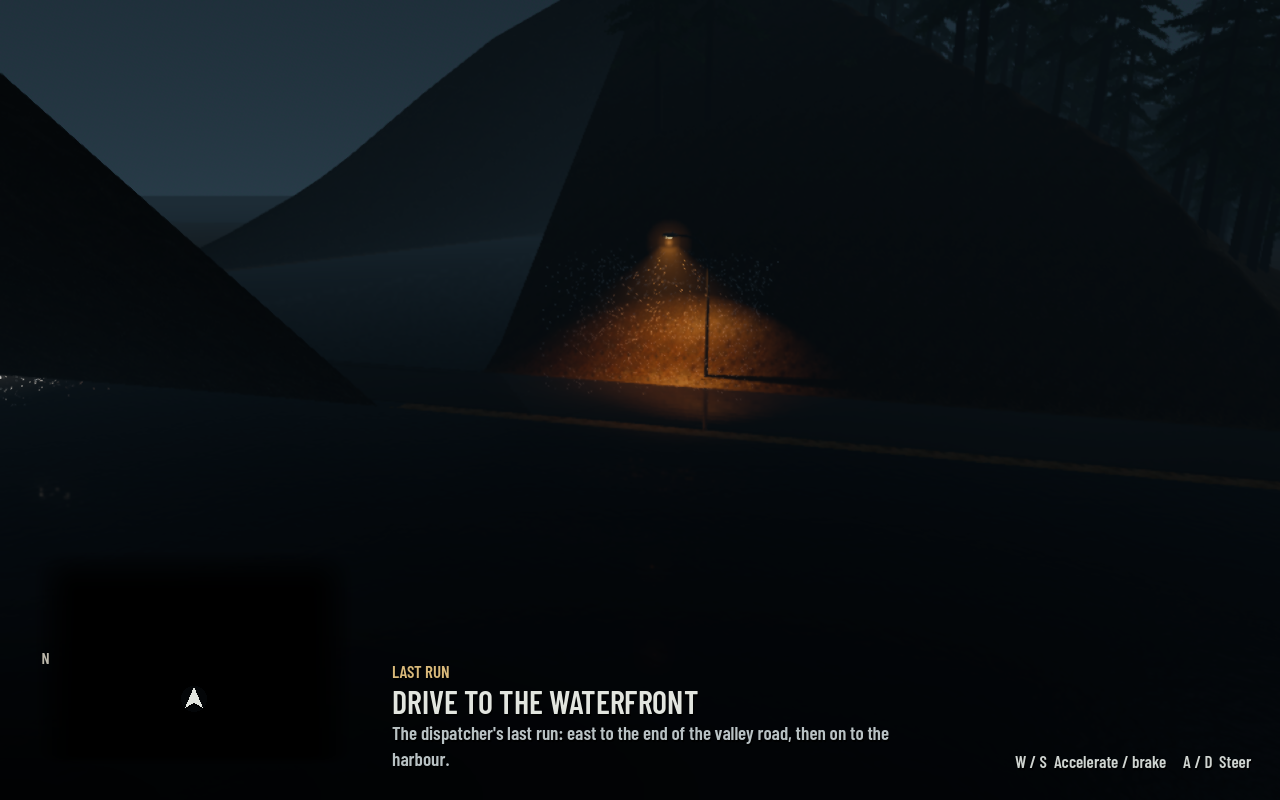 N
LAST RUN
DRIVE TO THE WATERFRONT
The dispatcher's last run: east to the end of the valley road, then on to the
harbour.
W / S Accelerate / brake A / D Steer